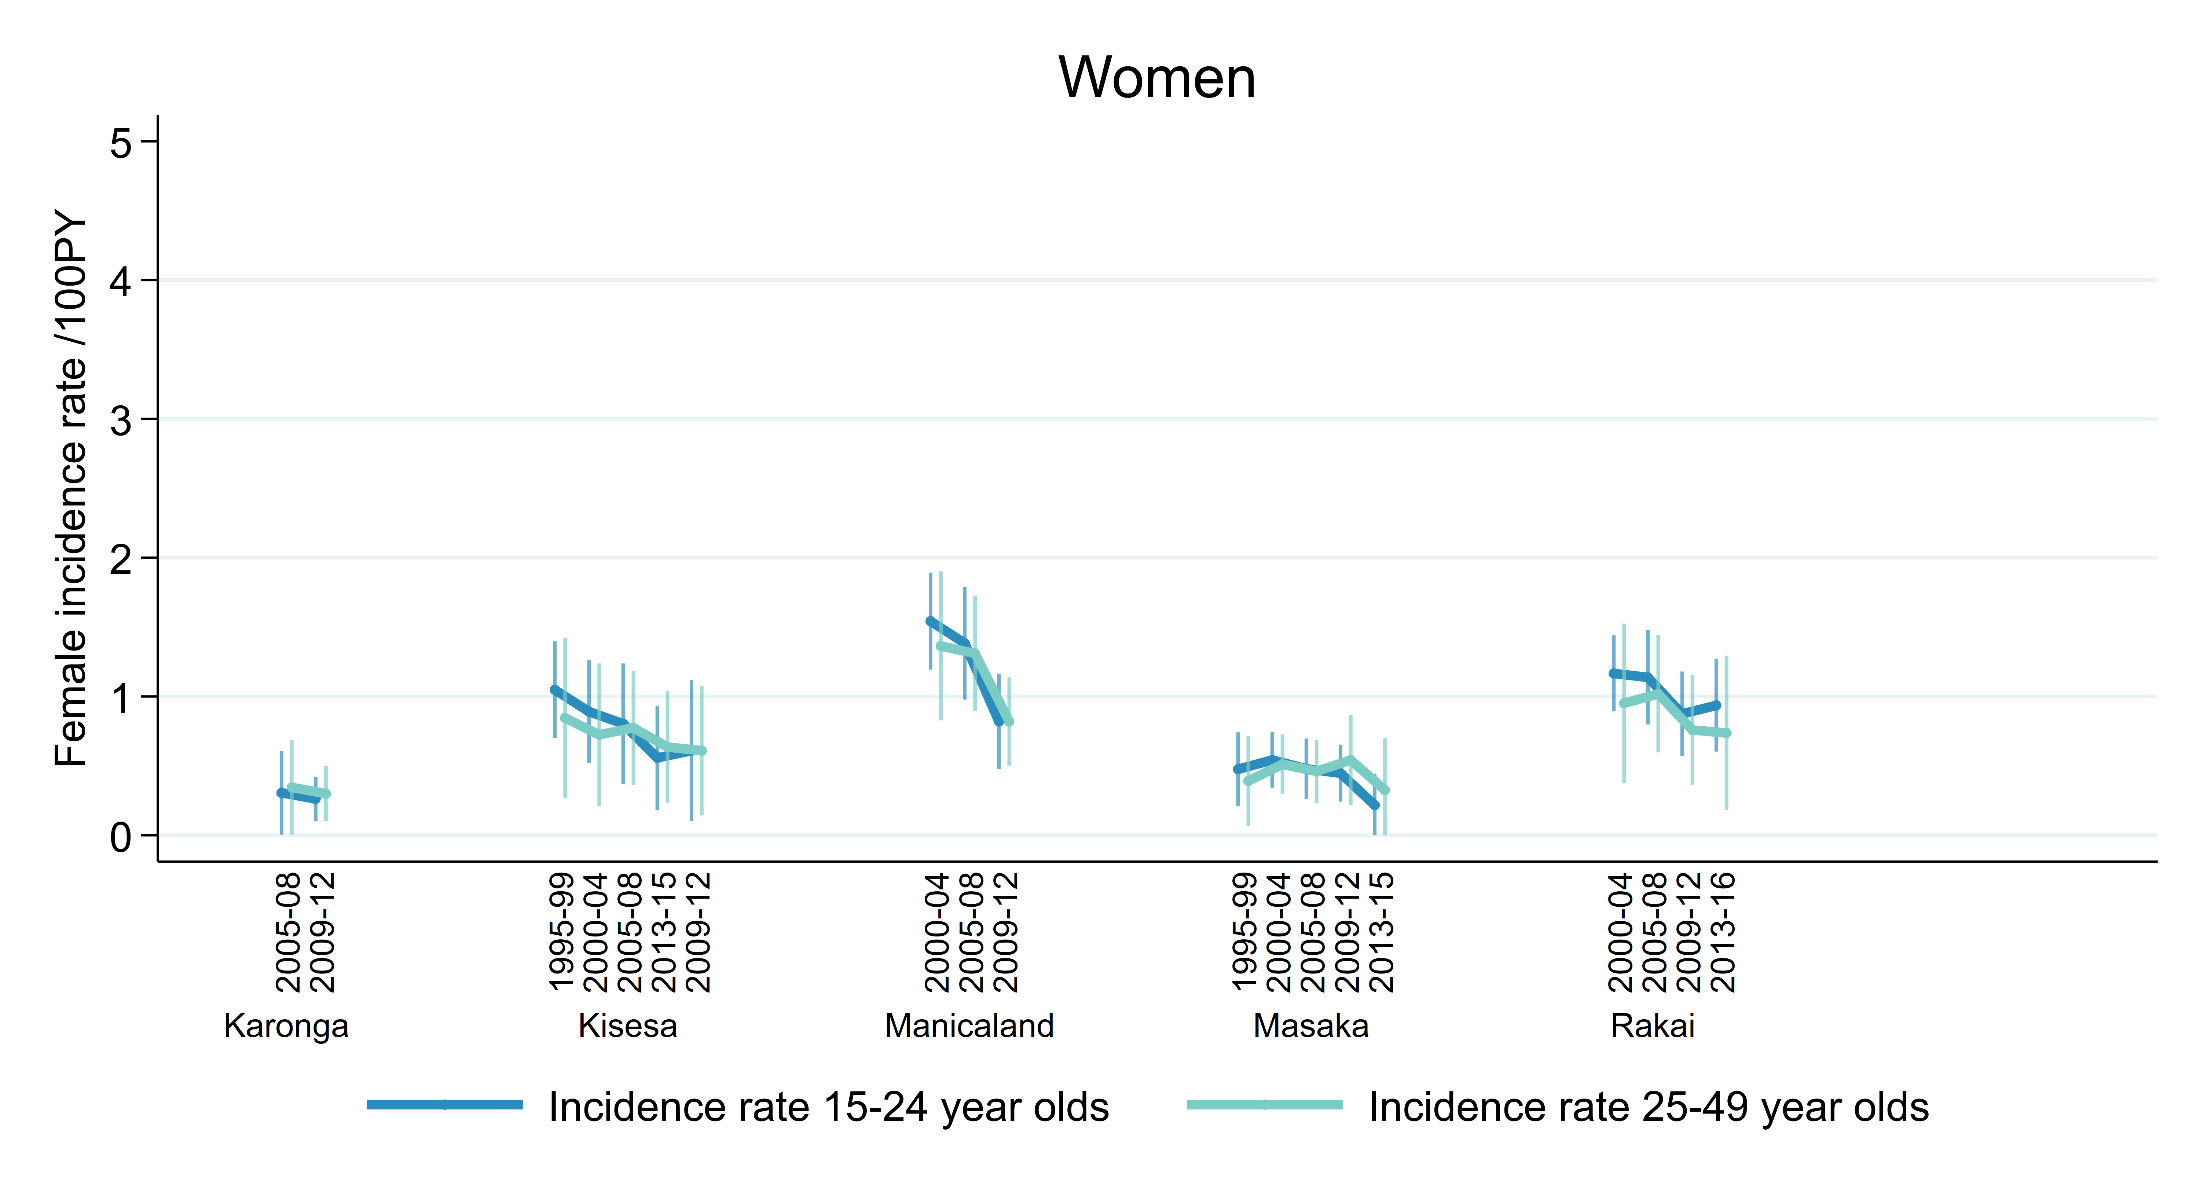 Women
Female incidence rate /100PY
5
4
3
2
1
0
2005-08
2009-12
1995-99
2000-04
2005-08
2013-15
2009-12
2000-04
2005-08
2009-12
1995-99
2000-04
2005-08
2009-12
2013-15
2000-04
2005-08
2009-12
2013-16
Karonga
Kisesa
Manicaland
Masaka
Rakai
Incidence rate 15-24 year olds
Incidence rate 25-49 year olds